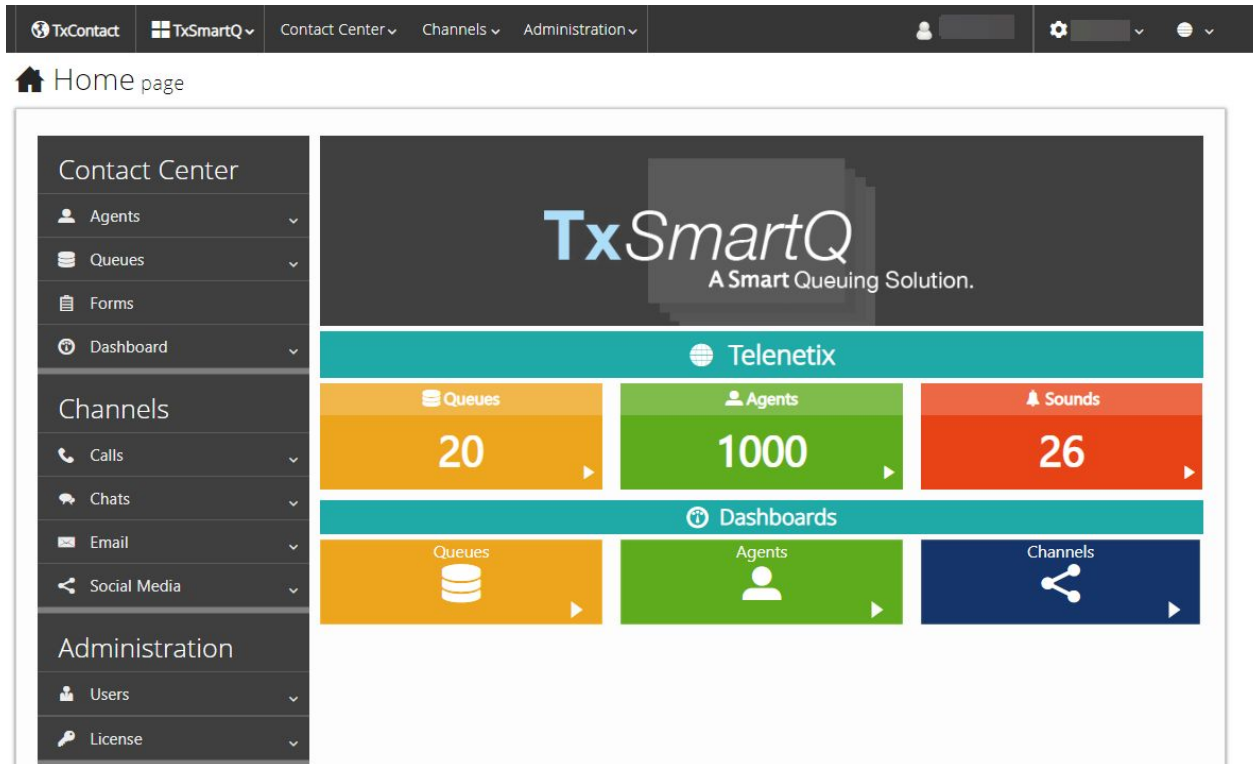 TxContact TxSmartQ Contact Center Channels Administration
Home page
Contact Center
Agents
Queues
Forms
Dashboard
Channels
Calls
Chats
Email
Social Media
Administration
Users
License
TxSmartQ
A Smart Queuing Solution.
Telenetix
Queues
20
Agents
1000
Sounds
26
Dashboards
Queues
Agents
Channels